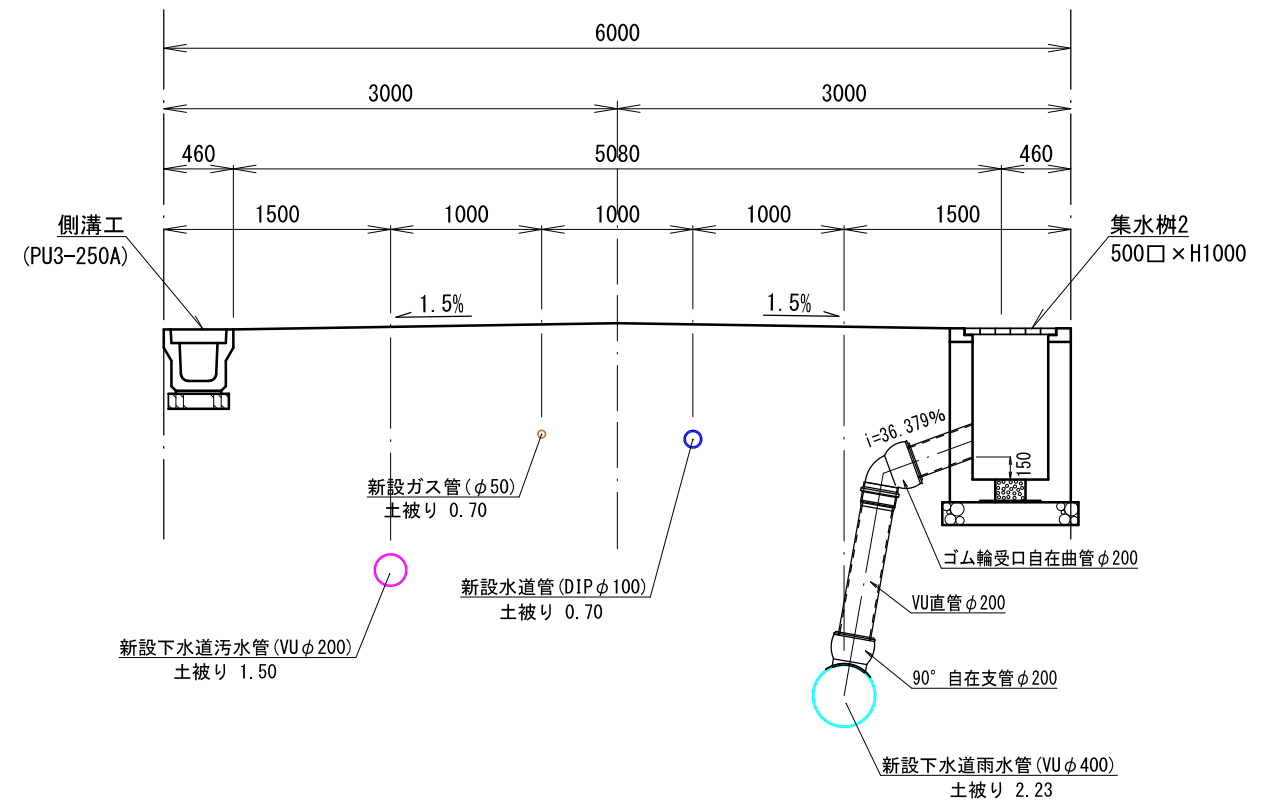 6000
3000
3000
460
5080
460
1500
1000
1000
1000
1500
側溝工
(PU3-250A)
集水桝2
500□×H1000
1.5%
1.5%
i=36.379%
150
新設ガス管(φ50)
土被り 0.70
ゴム輪受口自在曲管φ200
新設水道管(DIPφ100)
土被り 0.70
VU直管φ200
新設下水道汚水管(VUφ200)
土被り 1.50
90°自在支管φ200
新設下水道雨水管(VUφ400)
土被り 2.23